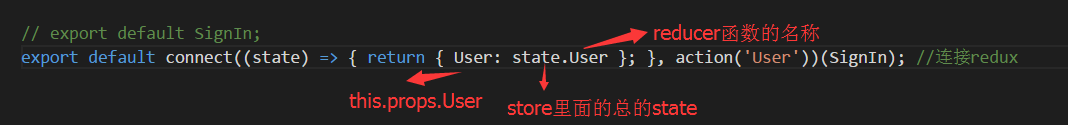 // export default SignIn;
reducer函数的名称
export default connect((state) => { return { User: state.User }; }, action('User'))(SignIn); //连接redux
this.props.User
store里面的总的state